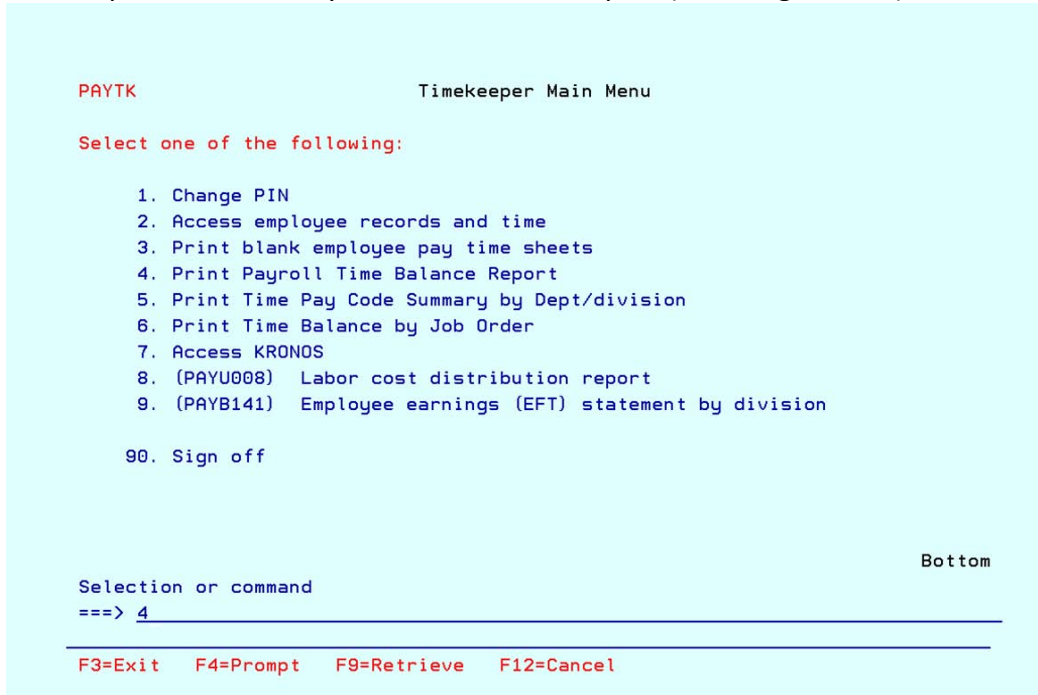 PAYTK Timekeeper Main Menu
Select one of the following:
1. Change PIN
2. Access employee records and time
3. Print blank employee pay time sheets
4. Print Payroll Time Balance Report
5. Print Time Pay Code Summary by Dept/division
6. Print Time Balance by Job Order
7. Access KRONOS
8. (PAYU008) Labor cost distribution report
9. (PAYB141) Employee earnings (EFT) statement by division
90. Sign off
Bottom
Selection or command
===> 4
F3=Exit F4=Prompt F9=Retrieve F12=Cancel